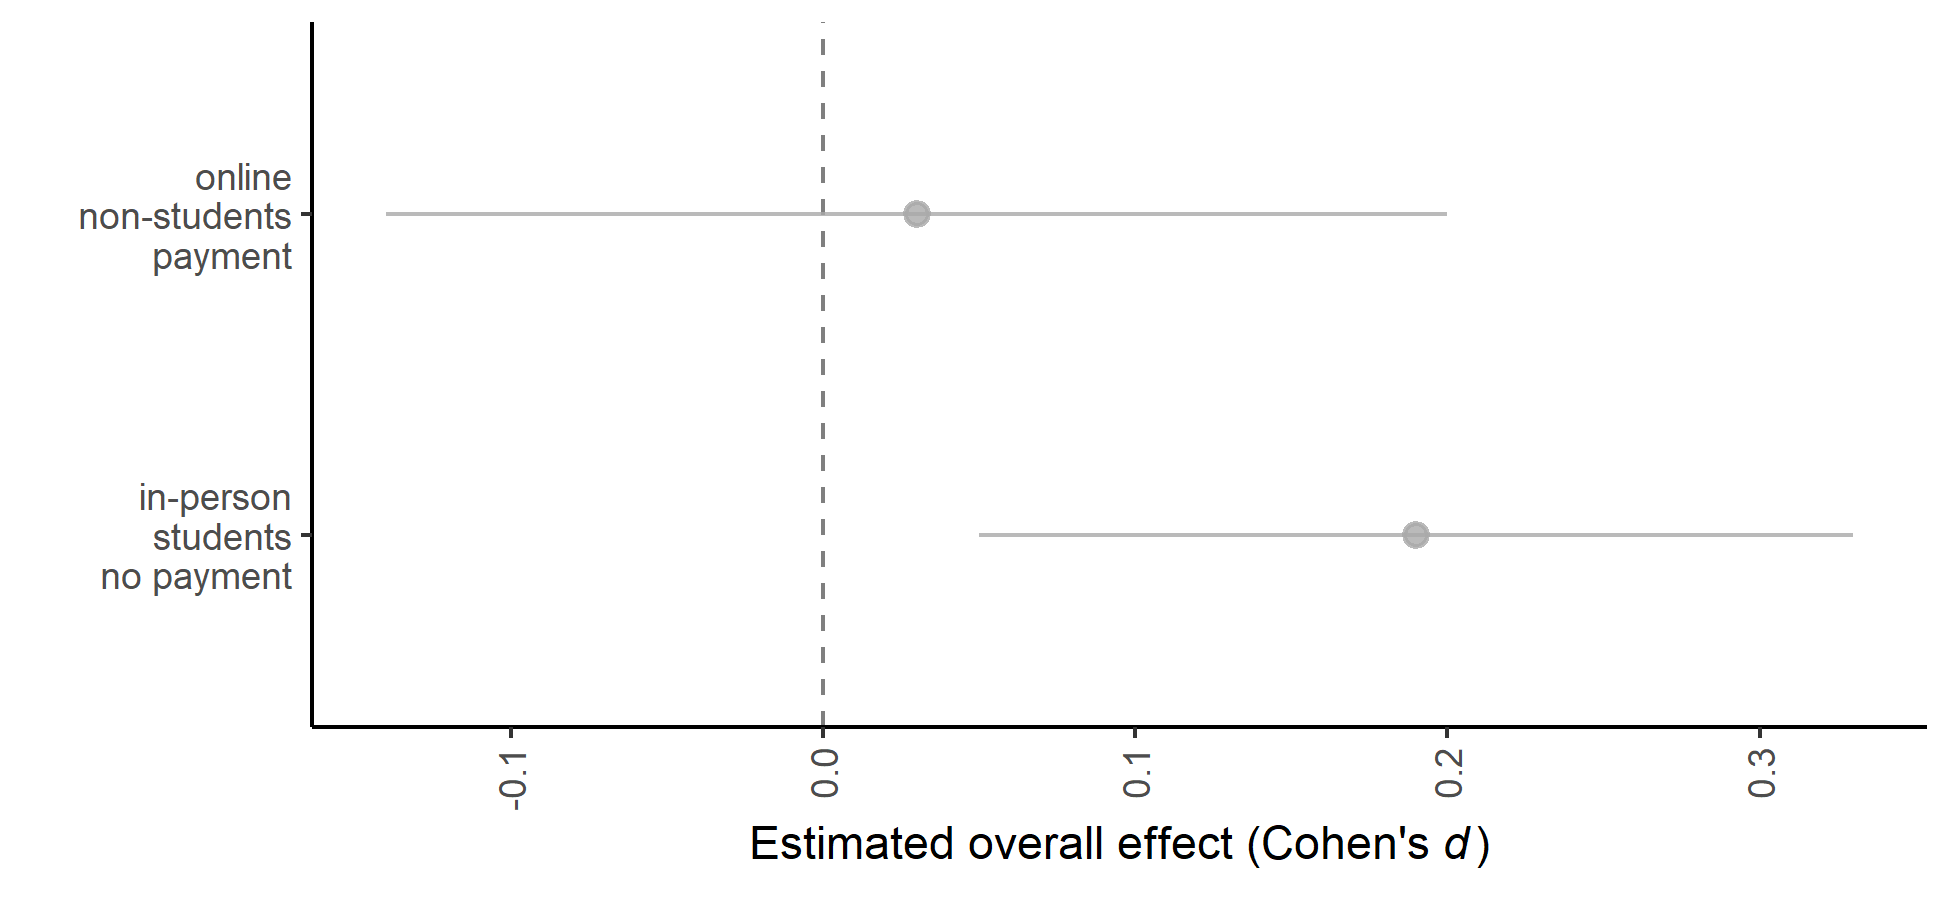 online
non-students
payment
in-person
students
no payment
-0.1
0.0
0.1
0.2
0.3
Estimated overall effect (Cohen's d)